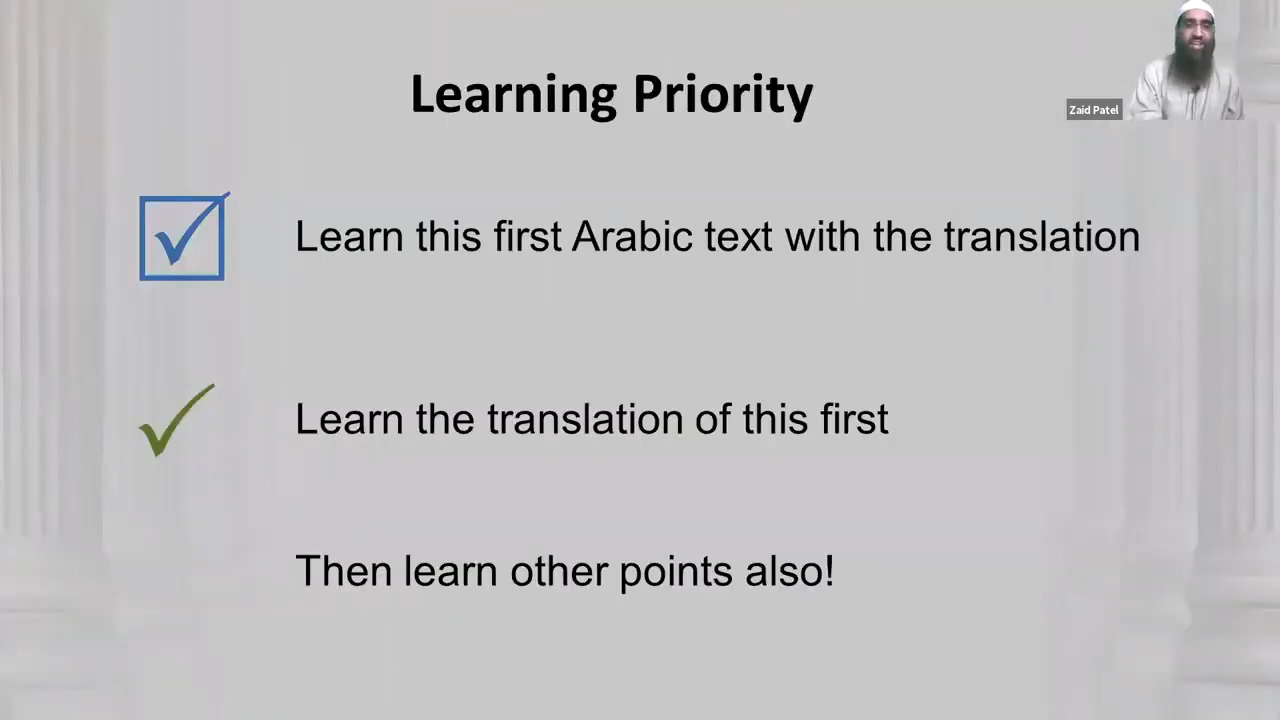 Learning Priority
Zaid Patel
Learn this first Arabic text with the translation
Learn the translation of this first
Then learn other points also!